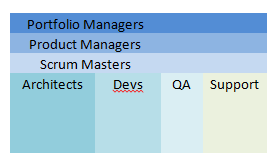 Portfolio Managers
Product Managers
Scrum Masters
Architects Devs QA Support